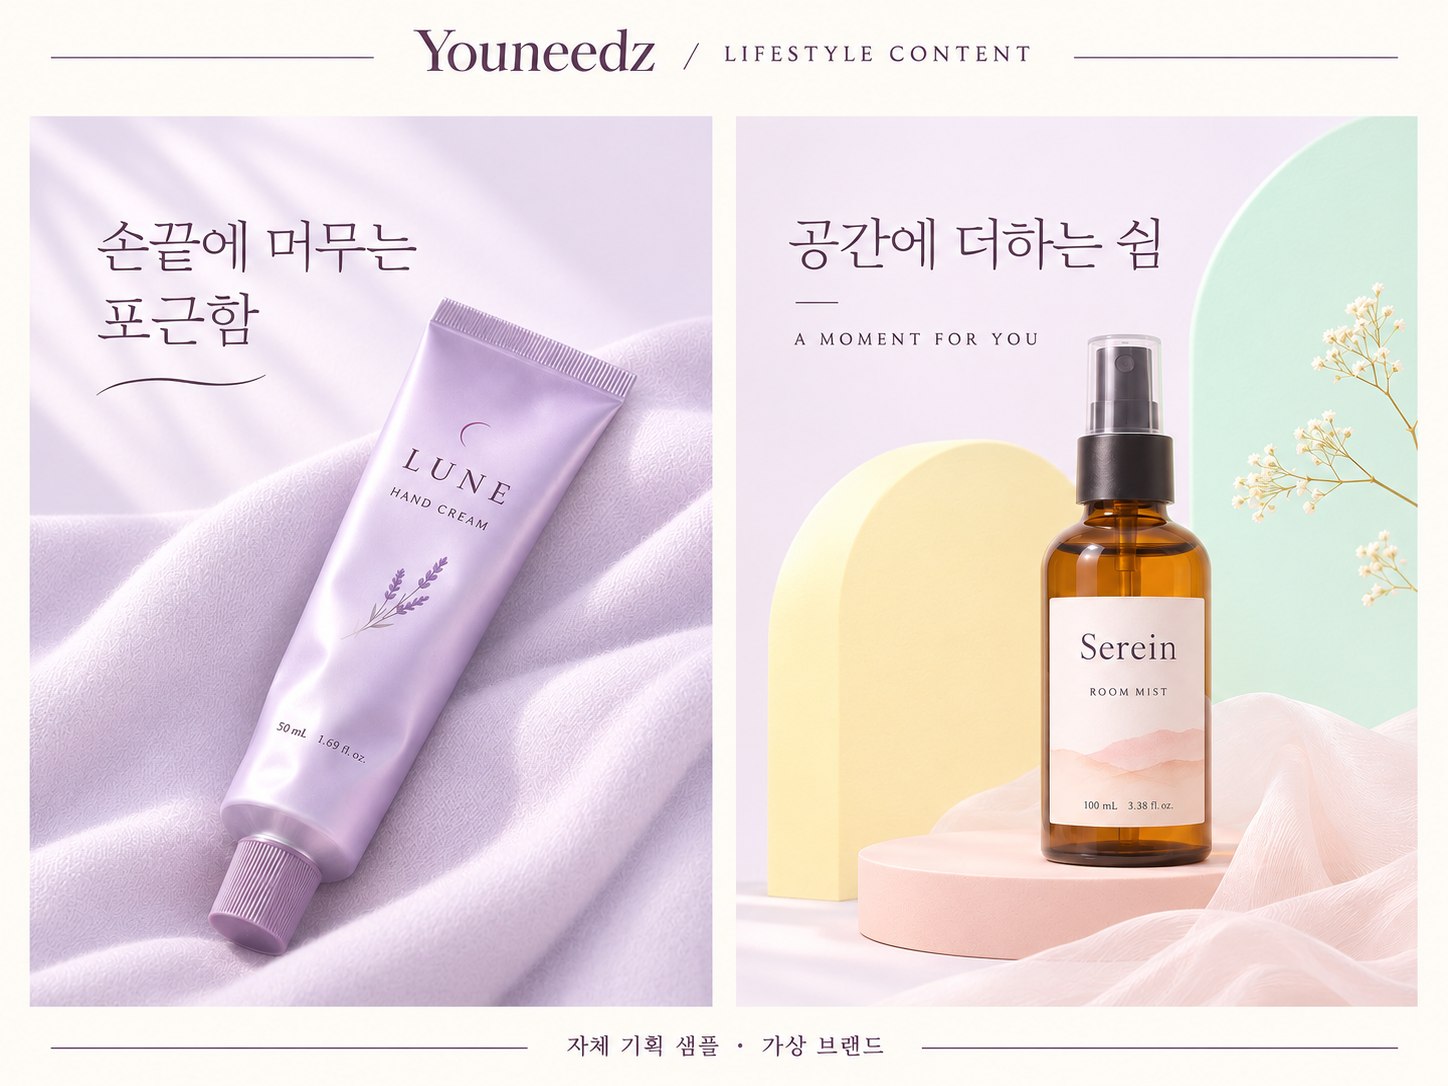 Youneedz / LIFESTYLE CONTENT
손끝에 머무는
포근함
LUNE
HAND CREAM
50 mL 1.69 fl. oz.
공간에 더하는 쉼
A MOMENT FOR YOU
Serein
ROOM MIST
100 mL 3.38 fl. oz.
자체 기획 샘플 • 가상 브랜드